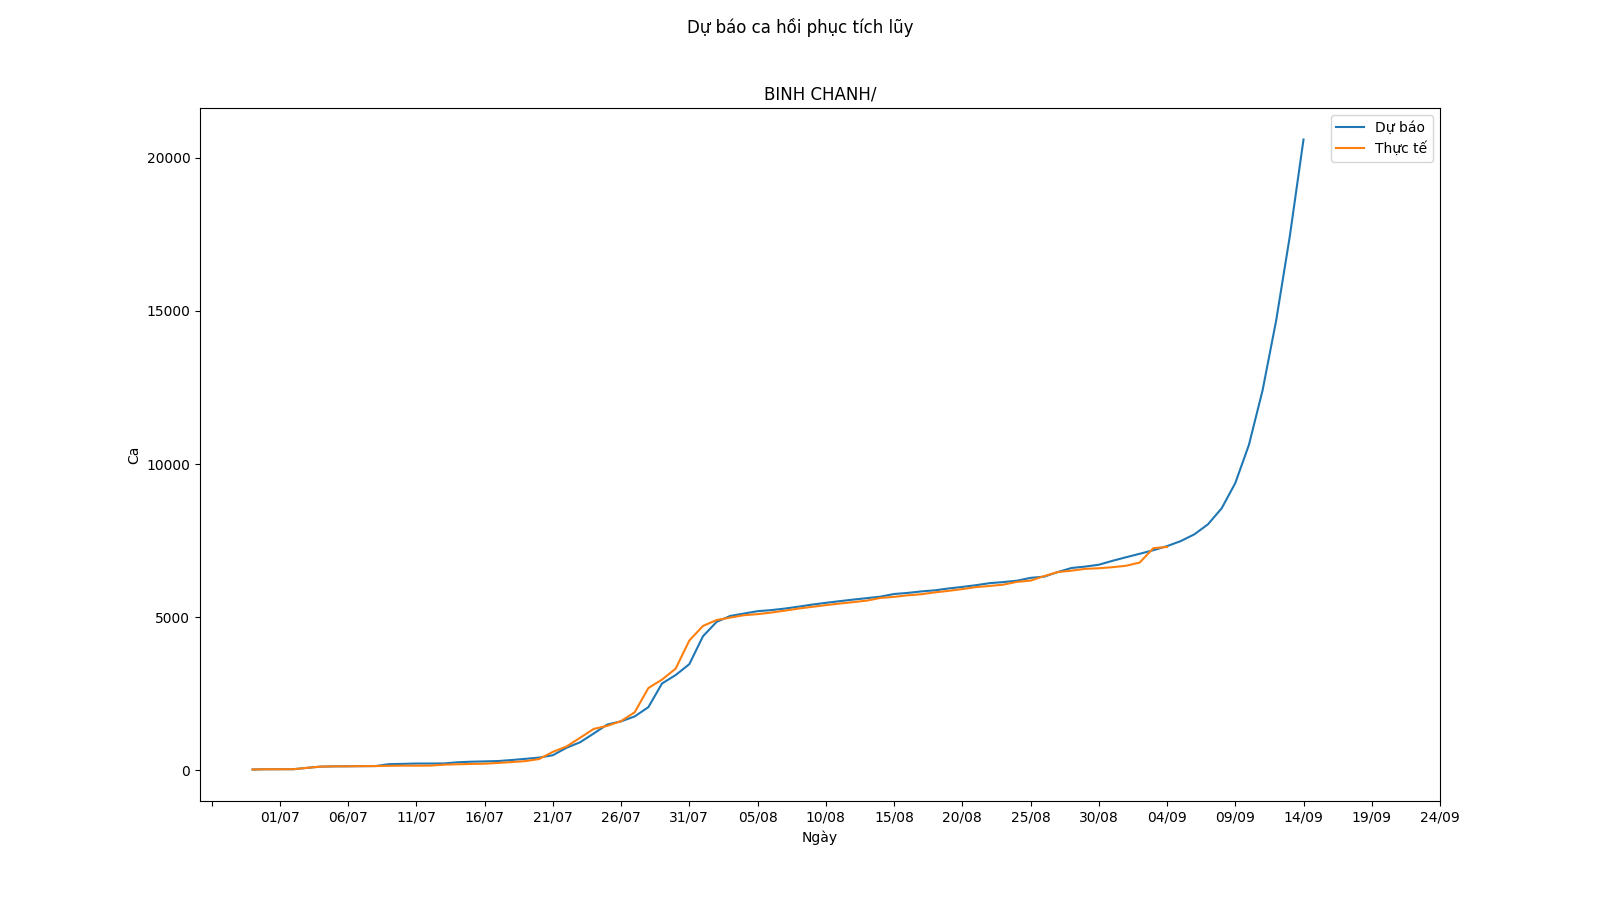 Dự báo ca hồi phục tích lũy
BINH CHANH/
Dự báo
Thực tế
20000
15000
10000
5000
0
Ca
01/07 06/07 11/07 16/07 21/07 26/07 31/07 05/08 10/08 15/08 20/08 25/08 30/08 04/09 09/09 14/09 19/09 24/09
Ngày